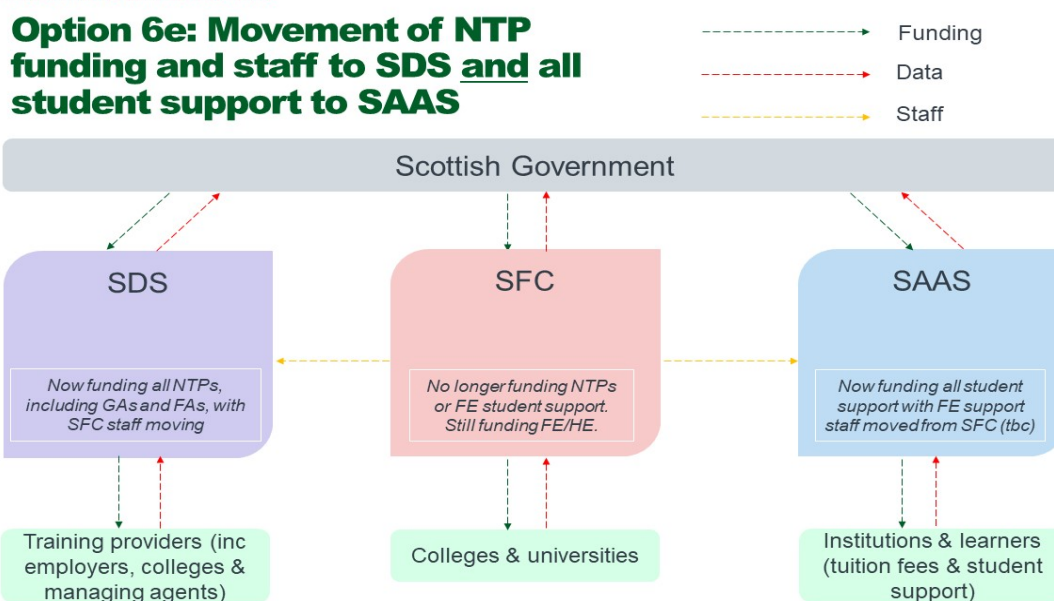 Option 6e: Movement of NTP
funding and staff to SDS and all
student support to SAAS
Funding
Data
Staff
Scottish Government
SDS
Now funding all NTPs,
including GAs and FAs, with
SFC staff moving
SFC
No longer funding NTPs
or FE student support.
Still funding FE/HE.
SAAS
Now funding all student
support with FE support
staff moved from SFC (tbc)
Training providers (inc
employers, colleges &
managing agents)
Colleges & universities
Institutions & learners
(tuition fees & student
support)